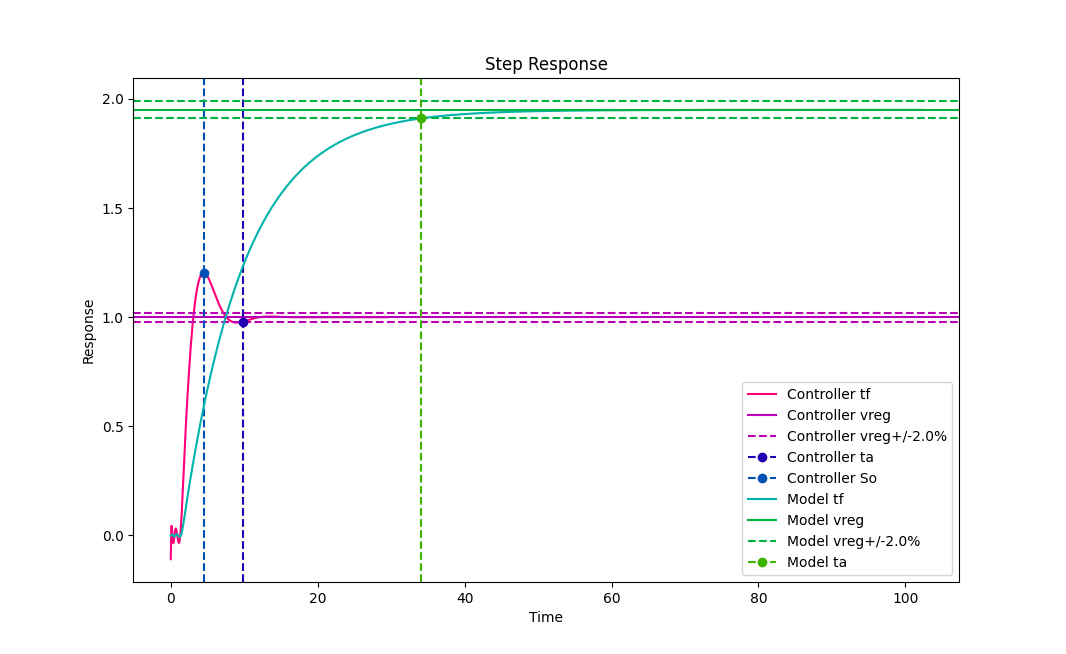 Step Response
Response
2.0
1.5
1.0
0.5
0.0
0
20
40
60
80
100
Time
Controller tf
Controller vreg
Controller vreg+/-2.0%
Controller ta
Controller So
Model tf
Model vreg
Model vreg+/-2.0%
Model ta